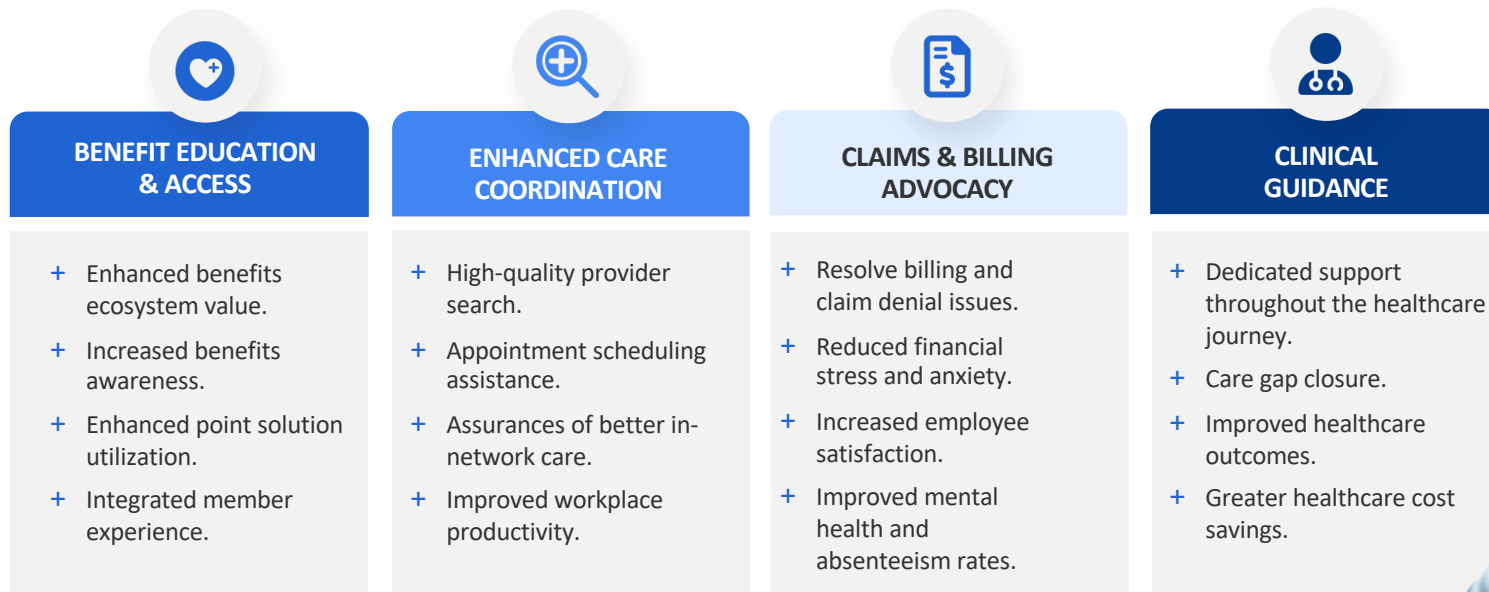 BENEFIT EDUCATION
& ACCESS
+ Enhanced benefits
ecosystem value.
+ Increased benefits
awareness.
+ Enhanced point solution
utilization.
+ Integrated member
experience.
ENHANCED CARE
COORDINATION
+ High-quality provider
search.
+ Appointment scheduling
assistance.
+ Assurances of better in-
network care.
+ Improved workplace
productivity.
CLAIMS & BILLING
ADVOCACY
+ Resolve billing and
claim denial issues.
+ Reduced financial
stress and anxiety.
+ Increased employee
satisfaction.
+ Improved mental
health and
absenteeism rates.
CLINICAL
GUIDANCE
+ Dedicated support
throughout the healthcare
journey.
+ Care gap closure.
+ Improved healthcare
outcomes.
+ Greater healthcare cost
savings.